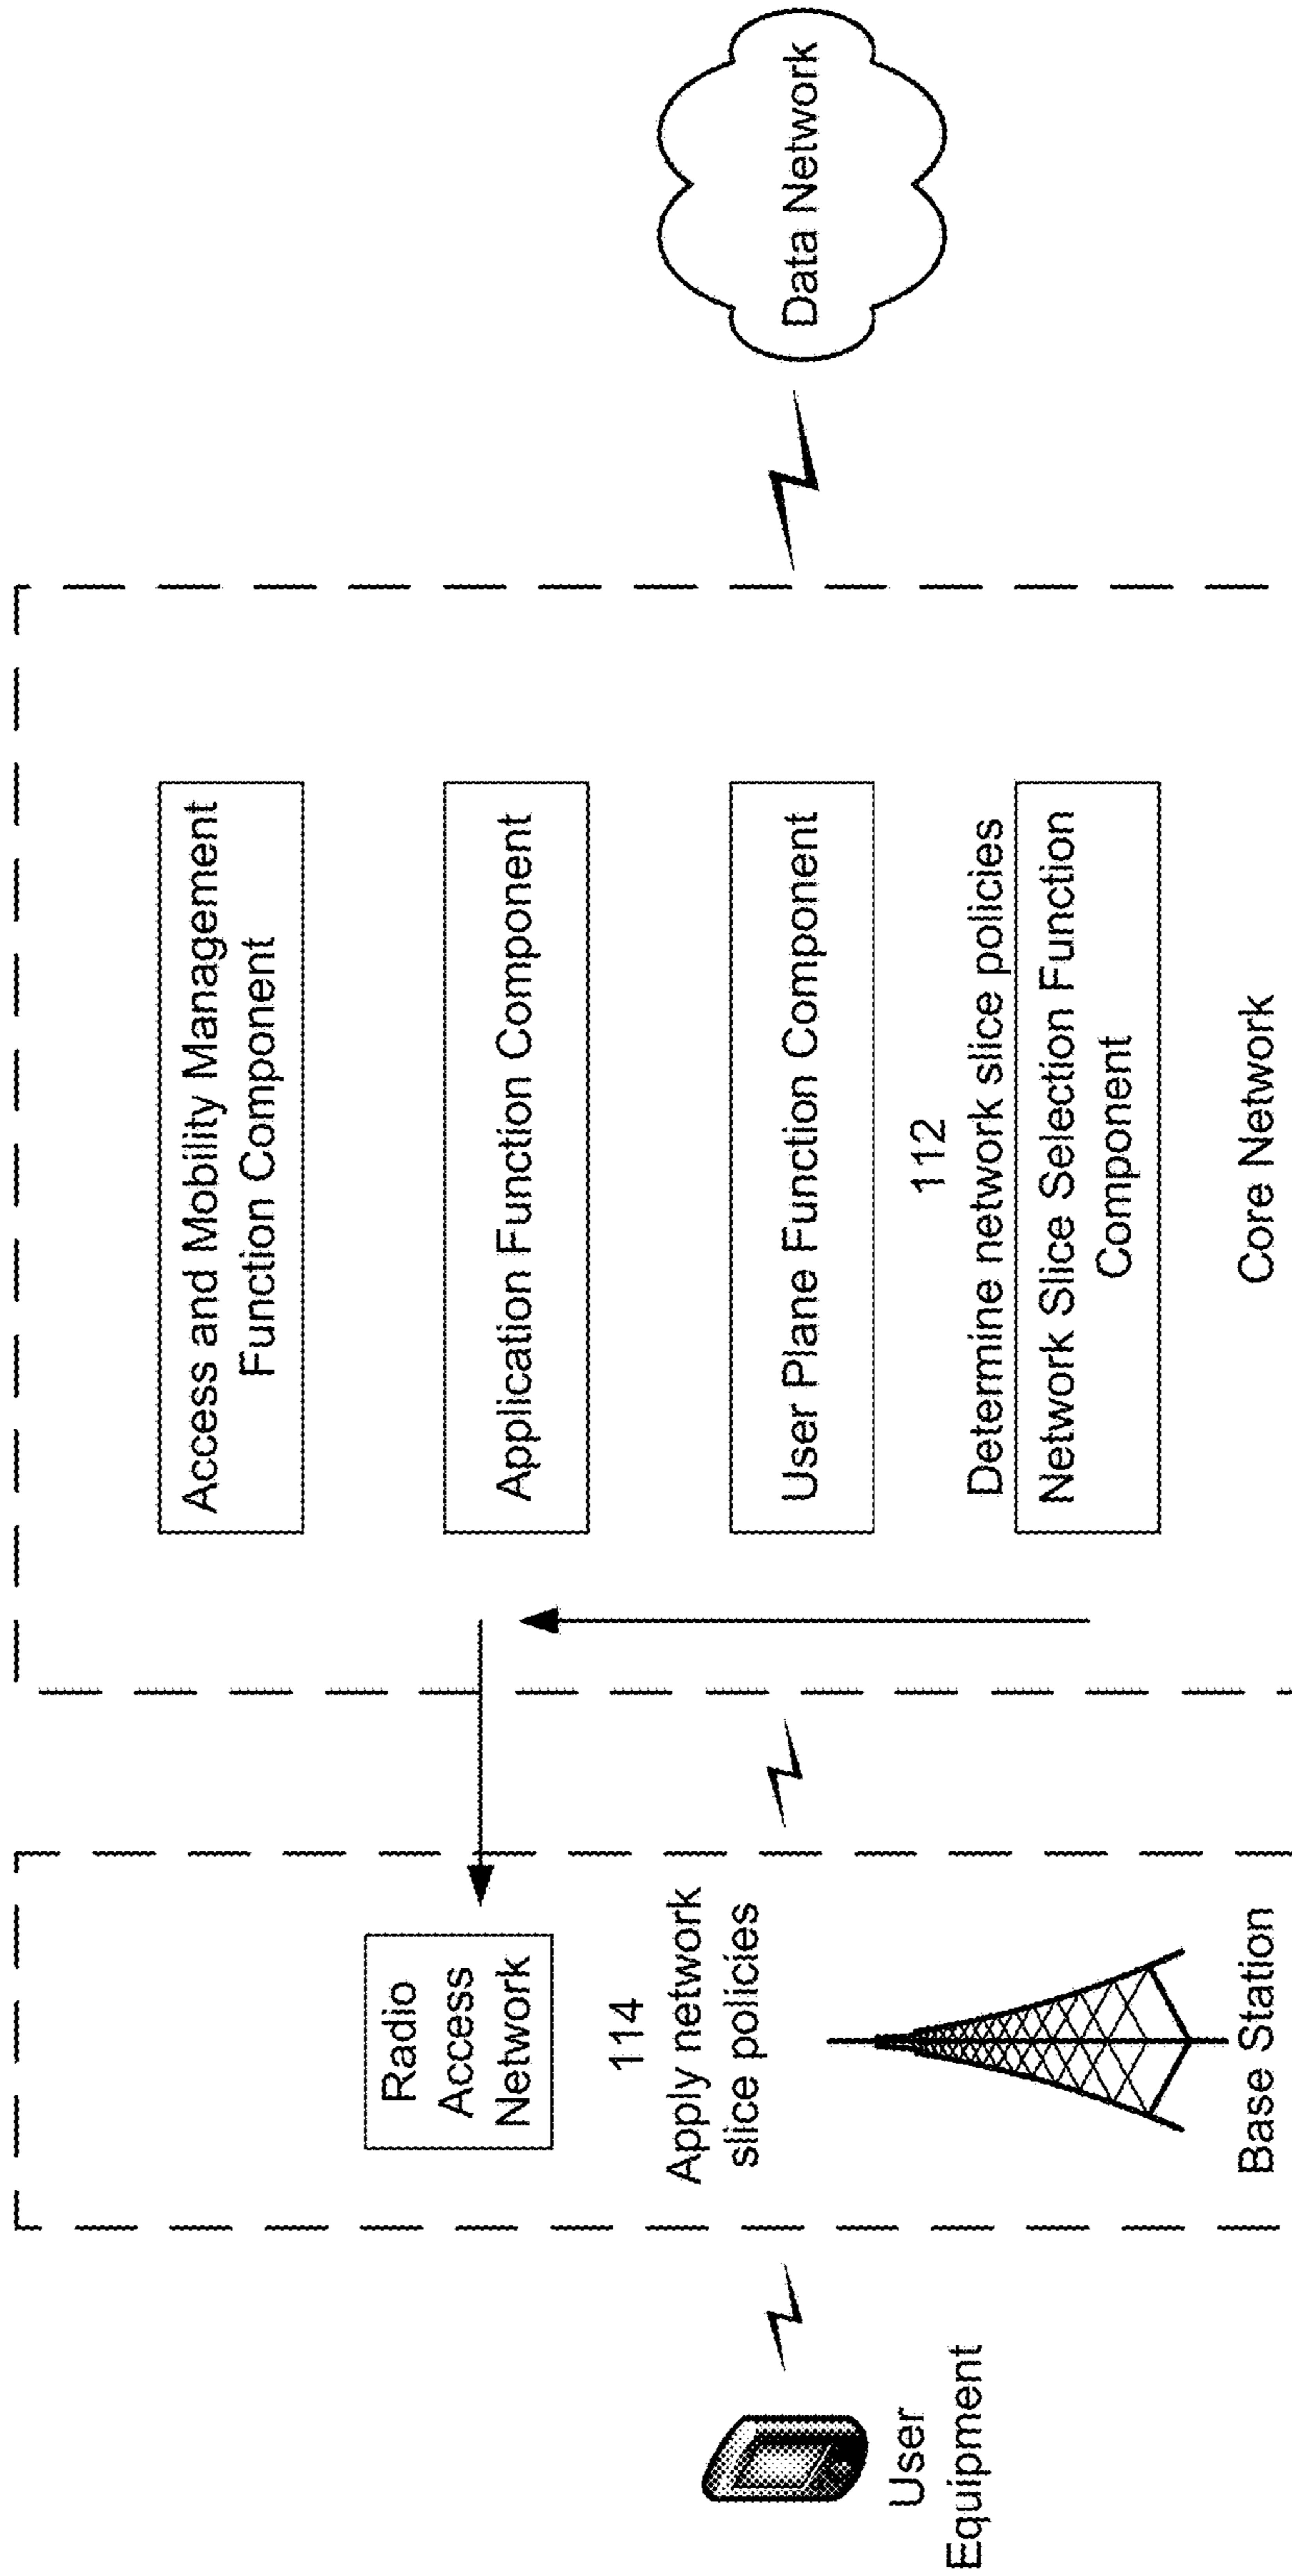 User
Equipment
Radio
Access
Network
114
Apply network
slice policies
Base Station
Access and Mobility Management
Function Component
Application Function Component
User Plane Function Component
112
Determine network slice policies
Network Slice Selection Function
Component
Core Network
Data Network